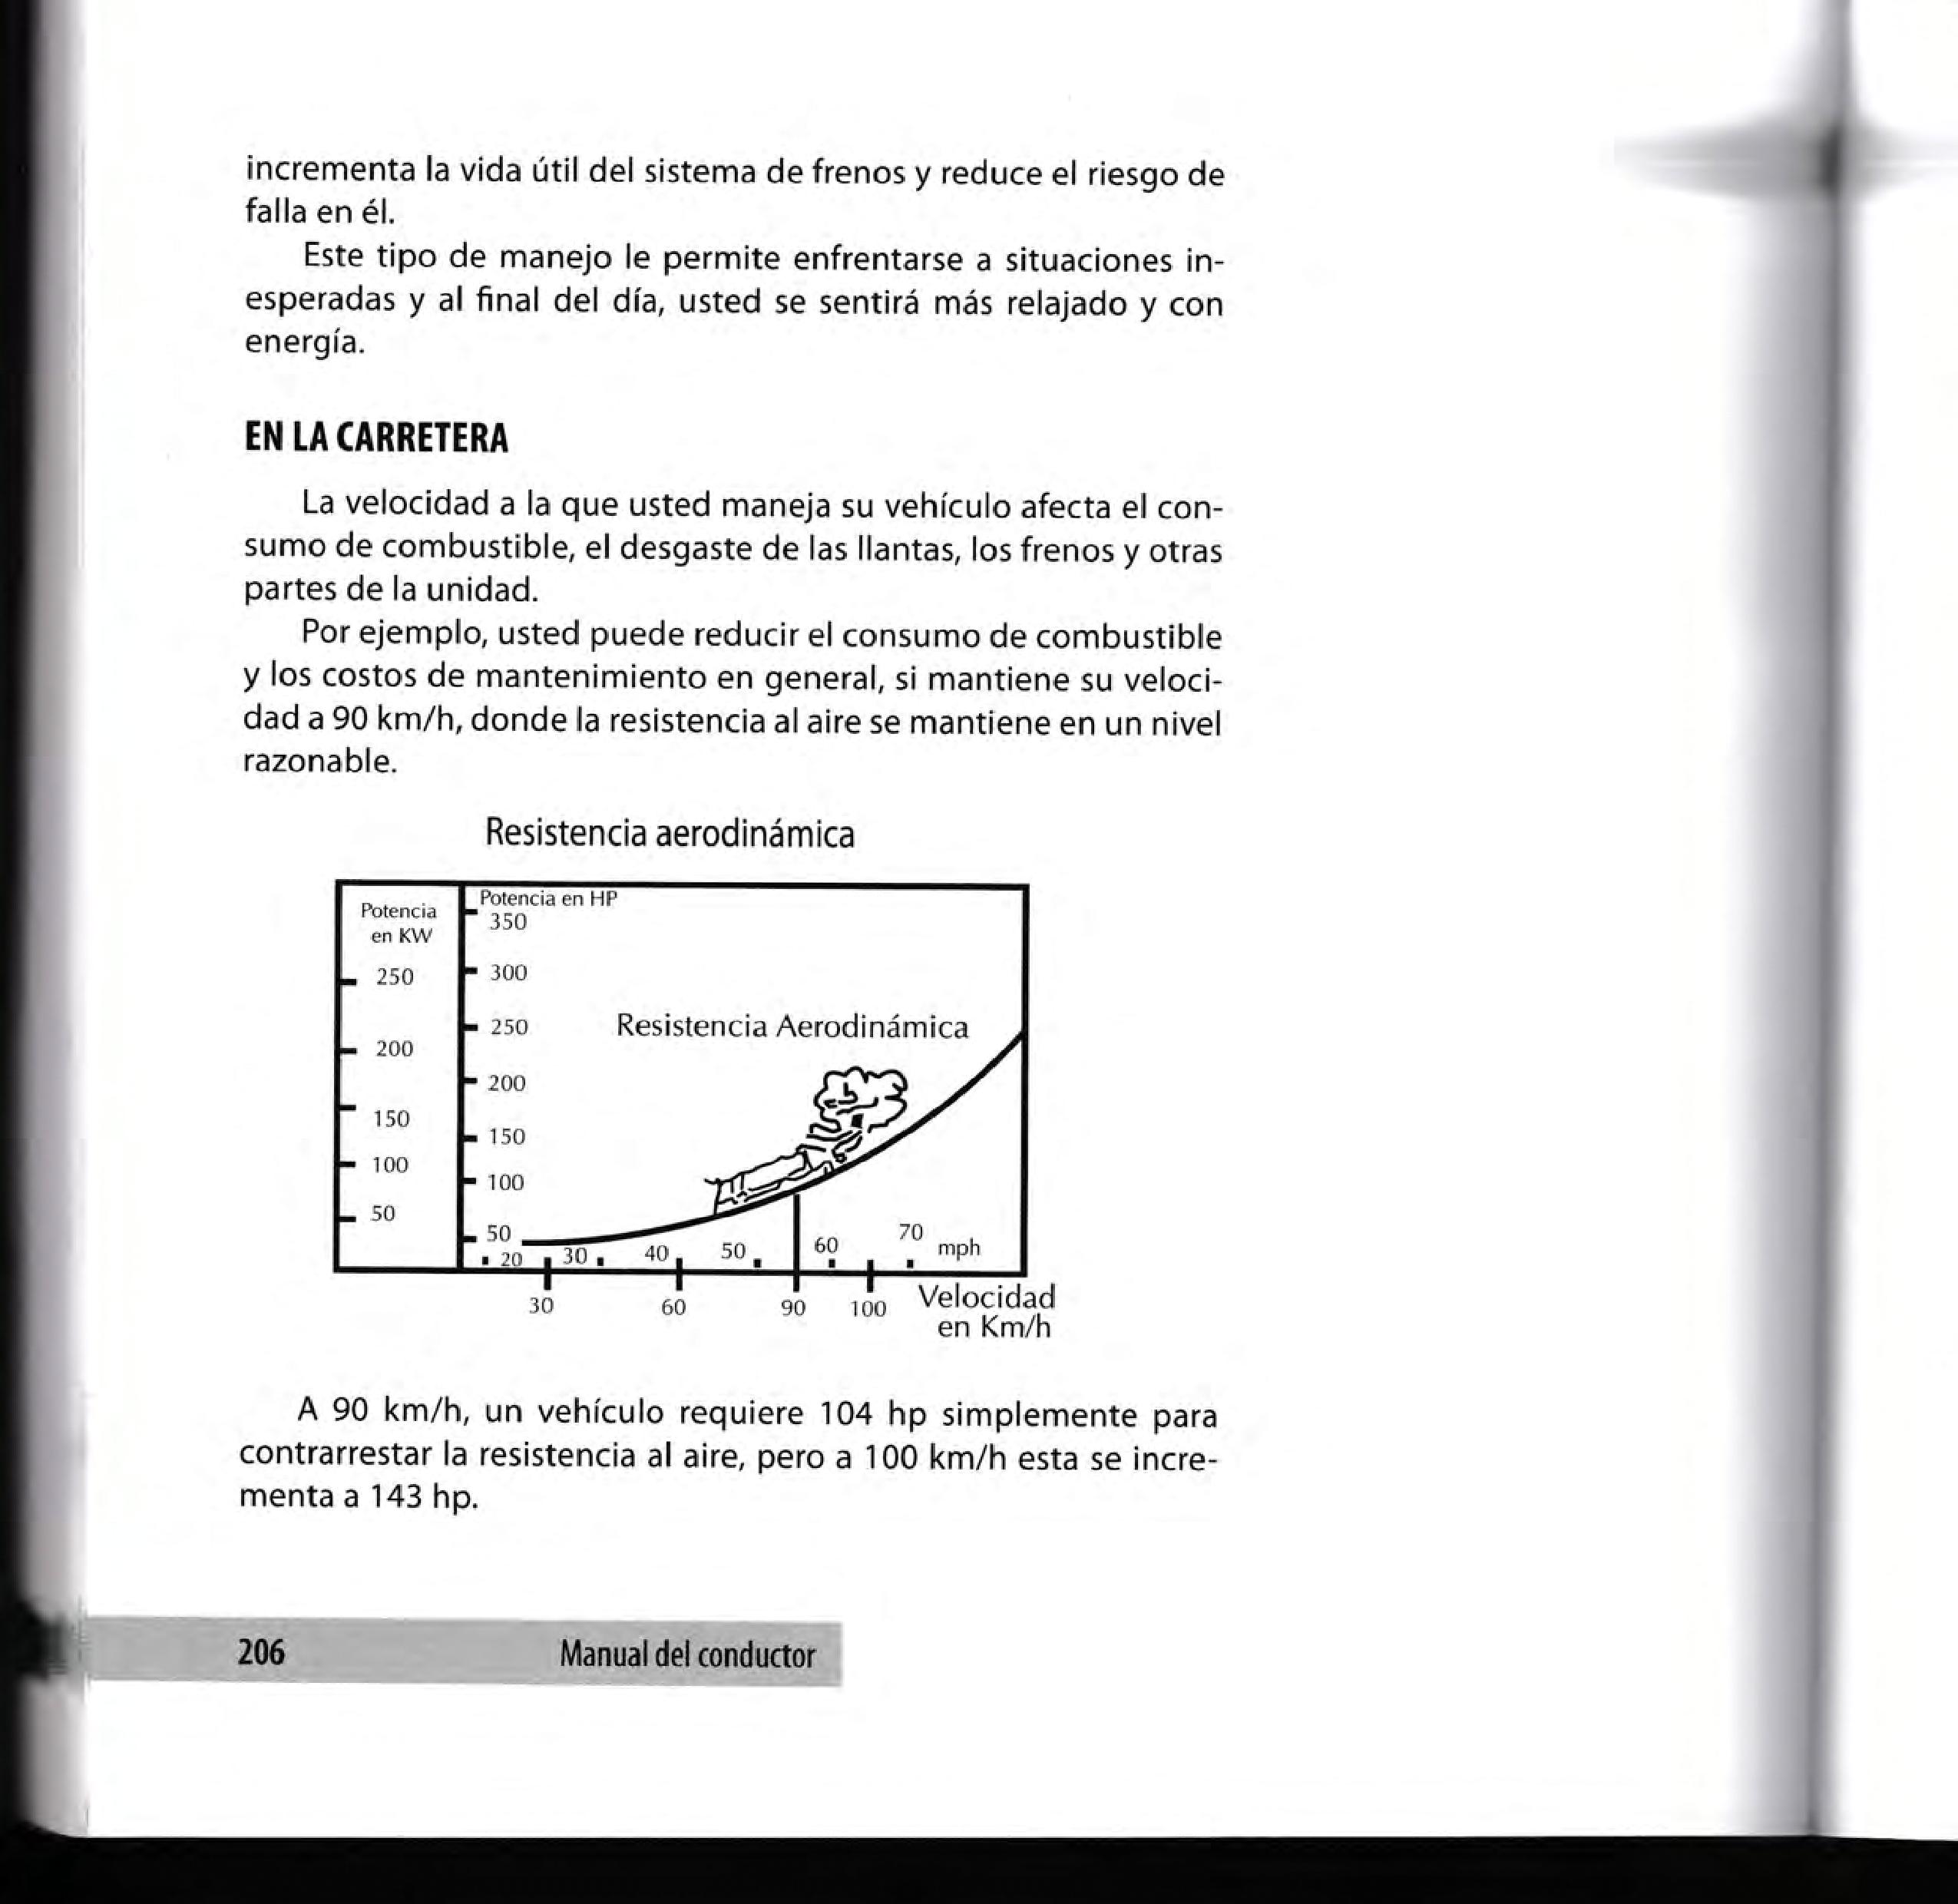 incrementa la vida útil del sistema de frenos y reduce el riesgo de
falla en él.
Este tipo de manejo le permite enfrentarse a situaciones in-
esperadas y al final del día, usted se sentirá más relajado y con
energía.
EN LA CARRETERA
La velocidad a la que usted maneja su vehículo afecta el con-
sumo de combustible, el desgaste de las llantas, los frenos y otras
partes de la unidad.
Por ejemplo, usted puede reducir el consumo de combustible
y los costos de mantenimiento en general, si mantiene su veloci-
dad a 90 km/h, donde la resistencia al aire se mantiene en un nivel
razonable.
Resistencia aerodinámica
Potencia
en KW
250
200
150
100
50
Potencia en HP
350
300
250
200
150
100
50
Resistencia Aerodinámica
20 30 40 50 60 70 mph
30 60 90 100 Velocidad
en Km/h
A 90 km/h, un vehículo requiere 104 hp simplemente para
contrarrestar la resistencia al aire, pero a 100 km/h esta se incre-
menta a 143 hp.
206 Manual del conductor